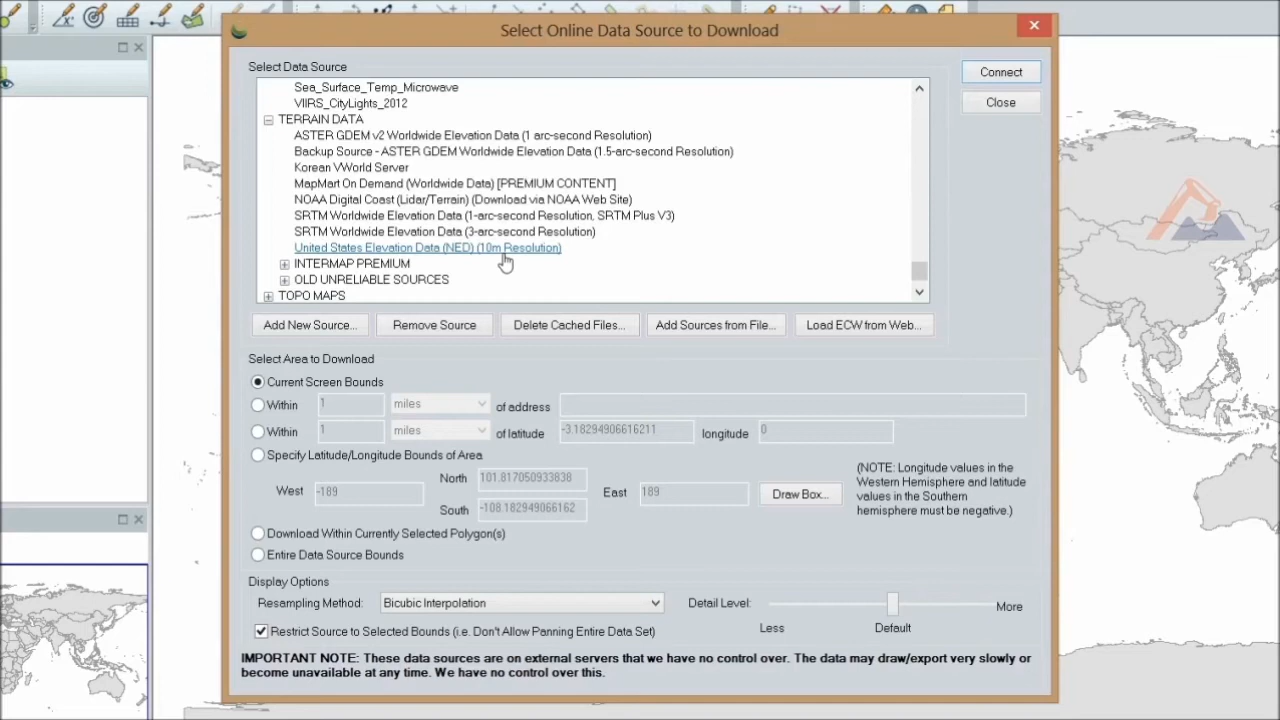 Select Online Data Source to Download
Select Data Source
Sea_Surface_Temp_Microwave
VIIRS_CityLights_2012
TERRAIN DATA
ASTER GDEM v2 Worldwide Elevation Data (1 arc-second Resolution)
Backup Source - ASTER GDEM Worldwide Elevation Data (1.5-arc-second Resolution)
Korean VWorld Server
MapMart On Demand (Worldwide Data) [PREMIUM CONTENT]
NOAA Digital Coast (Lidar/Terrain) (Download via NOAA Web Site)
SRTM Worldwide Elevation Data (1-arc-second Resolution, SRTM Plus V3)
SRTM Worldwide Elevation Data (3-arc-second Resolution)
United States Elevation Data (NED) (10m Resolution)
INTERMAP PREMIUM
OLD UNRELIABLE SOURCES
TOPO MAPS
Connect
Close
Add New Source... Remove Source Delete Cached Files... Add Sources from File... Load ECW from Web...
Select Area to Download
Current Screen Bounds
Within 1 miles of address
Within 1 miles of latitude -3.18294906616211 longitude 0
Specify Latitude/Longitude Bounds of Area
North 101.817050933838
West -189 East 189 Draw Box...
South -108.182949066162
(NOTE: Longitude values in the
Western Hemisphere and latitude
values in the Southern
hemisphere must be negative.)
Download Within Currently Selected Polygon(s)
Entire Data Source Bounds
Display Options
Resampling Method: Bicubic Interpolation Detail Level: More
Less Default
Restrict Source to Selected Bounds (i.e. Don't Allow Panning Entire Data Set)
IMPORTANT NOTE: These data sources are on external servers that we have no control over. The data may draw/export very slowly or
become unavailable at any time. We have no control over this.